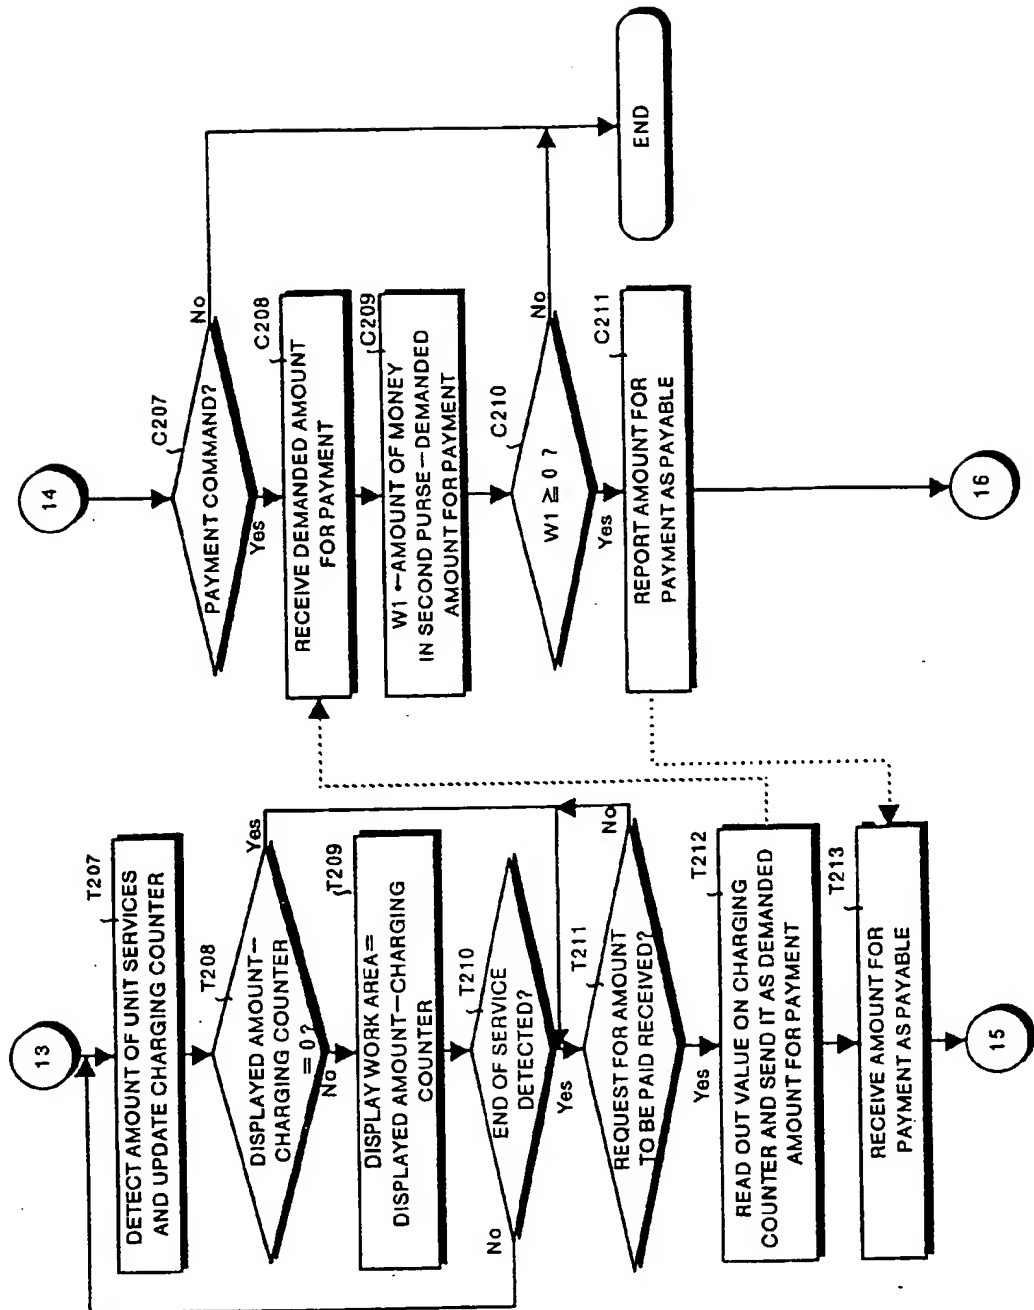 13
T207
DETECT AMOUNT OF UNIT SERVICES
AND UPDATE CHARGING COUNTER
T208
DISPLAYED AMOUNT—
CHARGING COUNTER
= 0?
Yes
No
T209
DISPLAY WORK AREA=
DISPLAYED AMOUNT—CHARGING
COUNTER
T210
END OF SERVICE
DETECTED?
No
Yes
T211
REQUEST FOR AMOUNT
TO BE PAID RECEIVED?
No
Yes
T212
READ OUT VALUE ON CHARGING
COUNTER AND SEND IT AS DEMANDED
AMOUNT FOR PAYMENT
T213
RECEIVE AMOUNT FOR
PAYMENT AS PAYABLE
15
14
C207
PAYMENT COMMAND?
No
Yes
C208
RECEIVE DEMANDED AMOUNT
FOR PAYMENT
C209
W1 ←AMOUNT OF MONEY
IN SECOND PURSE—DEMANDED
AMOUNT FOR PAYMENT
C210
W1 ≧ 0 ?
No
Yes
C211
REPORT AMOUNT FOR
PAYMENT AS PAYABLE
16
END